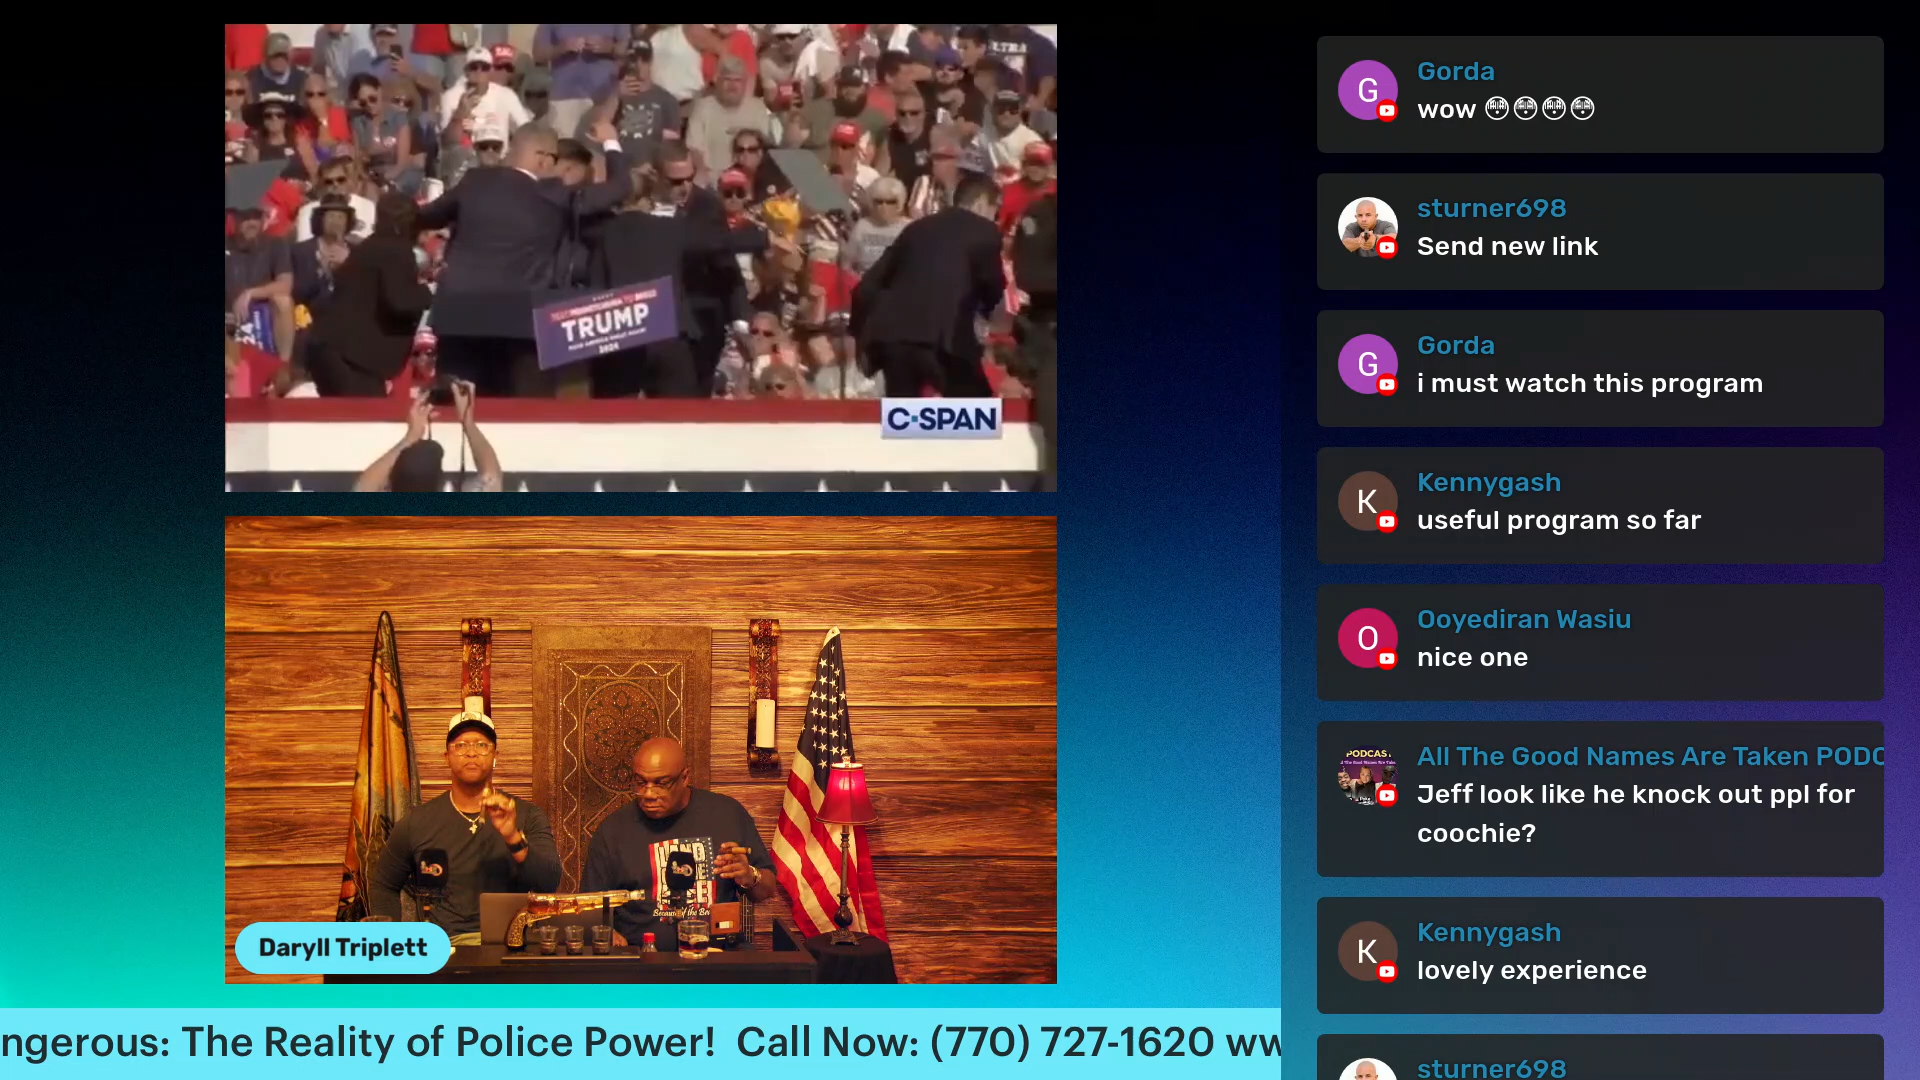 TRUMP
2024
C-SPAN
Daryll Triplett
ngerous: The Reality of Police Power! Call Now: (770) 727-1620 ww
G
Gorda
wow 😳😳😳😳
sturner698
Send new link
G
Gorda
i must watch this program
K
Kennygash
useful program so far
O
Ooyediran Wasiu
nice one
PODCAST
All The Good Names Are Taken PODC
Jeff look like he knock out ppl for
coochie?
K
Kennygash
lovely experience
sturner698